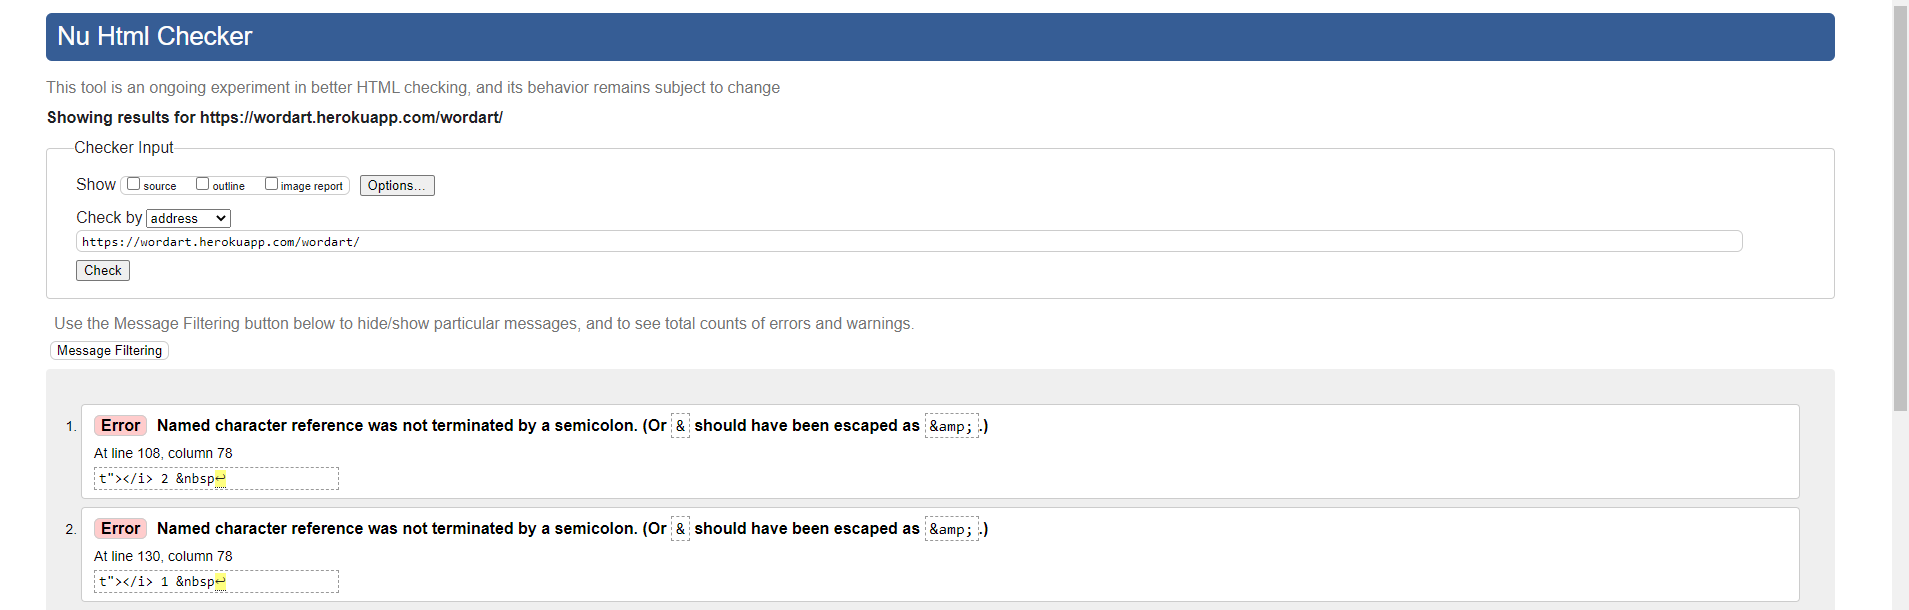 Nu Html Checker
This tool is an ongoing experiment in better HTML checking, and its behavior remains subject to change
Showing results for https://wordart.herokuapp.com/wordart/
Checker Input
Show source outline image report Options...
Check by address
https://wordart.herokuapp.com/wordart/
Check
Use the Message Filtering button below to hide/show particular messages, and to see total counts of errors and warnings.
Message Filtering
1. Error Named character reference was not terminated by a semicolon. (Or & should have been escaped as &amp;.)
At line 108, column 78
t"></i> 2 &nbsp↩
2. Error Named character reference was not terminated by a semicolon. (Or & should have been escaped as &amp;.)
At line 130, column 78
t"></i> 1 &nbsp↩